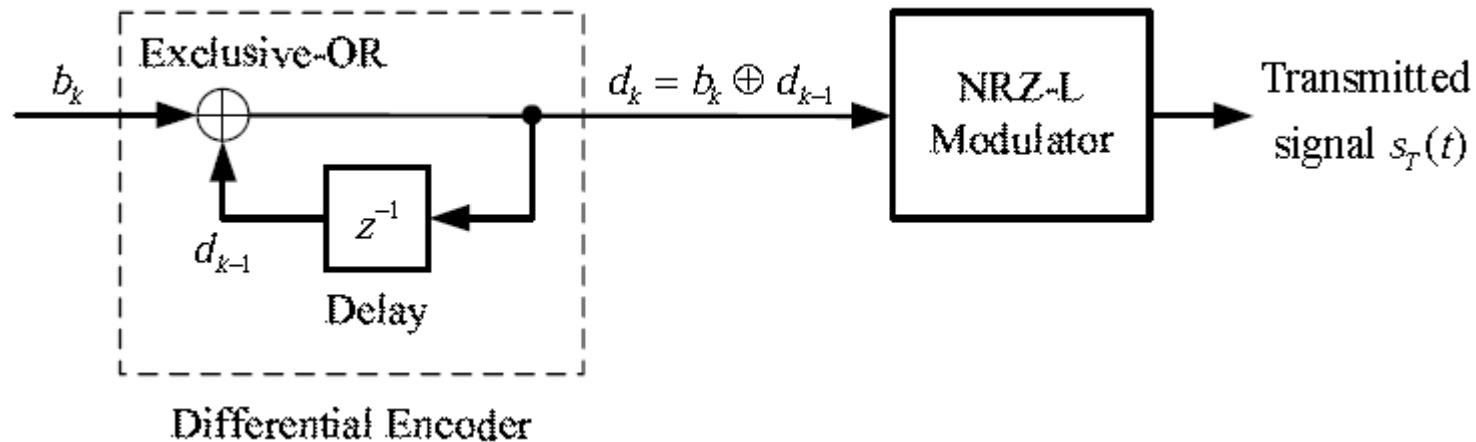 Exclusive-OR
b_k
d_k = b_k ⊕ d_{k-1}
NRZ-L
Modulator
Transmitted
signal s_T(t)
z^{-1}
d_{k-1}
Delay
Differential Encoder